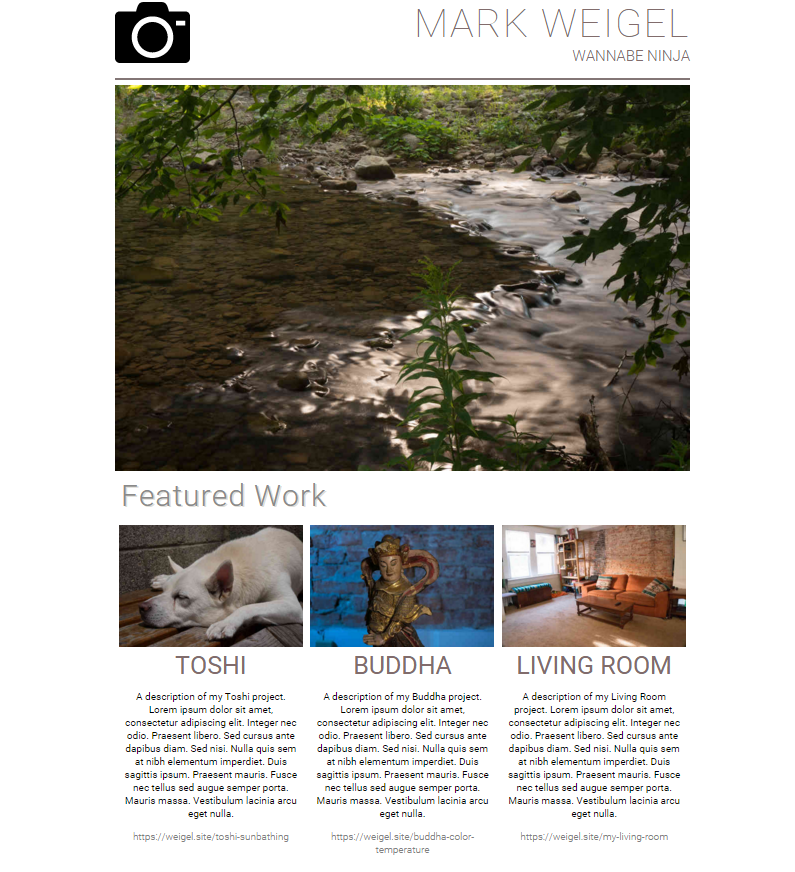 MARK WEIGEL
WANNABE NINJA
Featured Work
TOSHI
A description of my Toshi project.
Lorem ipsum dolor sit amet,
consectetur adipiscing elit. Integer nec
odio. Praesent libero. Sed cursus ante
dapibus diam. Sed nisi. Nulla quis sem
at nibh elementum imperdiet. Duis
sagittis ipsum. Praesent mauris. Fusce
nec tellus sed augue semper porta.
Mauris massa. Vestibulum lacinia arcu
eget nulla.
https://weigel.site/toshi-sunbathing
BUDDHA
A description of my Buddha project.
Lorem ipsum dolor sit amet,
consectetur adipiscing elit. Integer nec
odio. Praesent libero. Sed cursus ante
dapibus diam. Sed nisi. Nulla quis sem
at nibh elementum imperdiet. Duis
sagittis ipsum. Praesent mauris. Fusce
nec tellus sed augue semper porta.
Mauris massa. Vestibulum lacinia arcu
eget nulla.
https://weigel.site/buddha-color-
temperature
LIVING ROOM
A description of my Living Room
project. Lorem ipsum dolor sit amet,
consectetur adipiscing elit. Integer nec
odio. Praesent libero. Sed cursus ante
dapibus diam. Sed nisi. Nulla quis sem
at nibh elementum imperdiet. Duis
sagittis ipsum. Praesent mauris. Fusce
nec tellus sed augue semper porta.
Mauris massa. Vestibulum lacinia arcu
eget nulla.
https://weigel.site/my-living-room